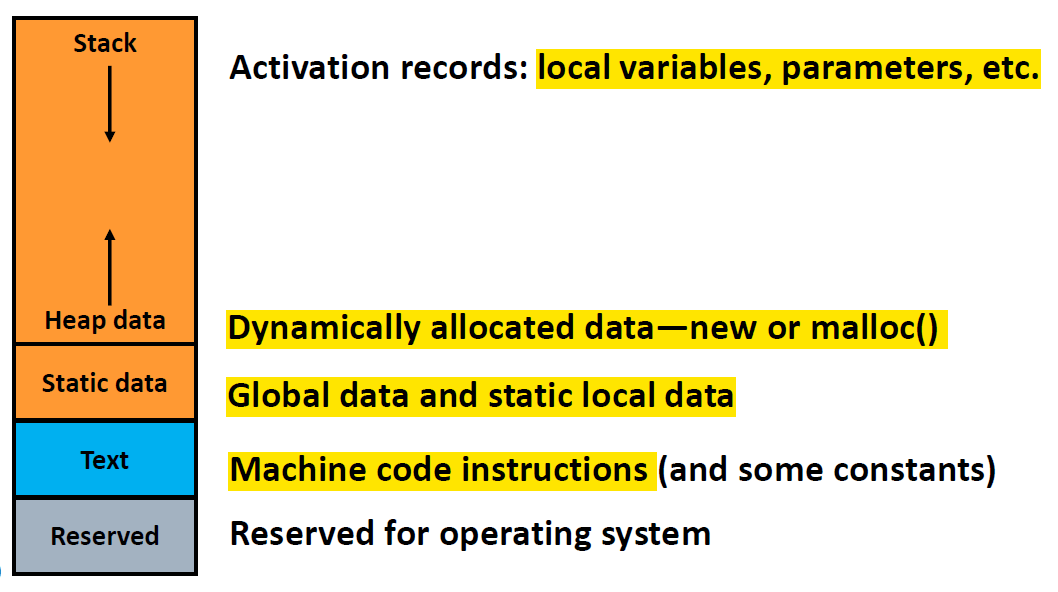 Stack
Activation records: local variables, parameters, etc.
Heap data
Dynamically allocated data—new or malloc()
Static data
Global data and static local data
Text
Machine code instructions (and some constants)
Reserved
Reserved for operating system